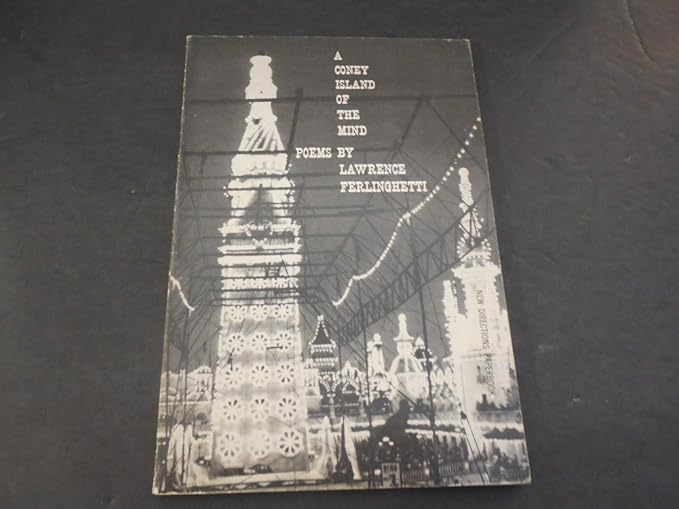 A
CONEY
ISLAND
OF
THE
MIND
POEMS BY
LAWRENCE
FERLINGHETTI
NEW DIRECTIONS PAPERBOOK